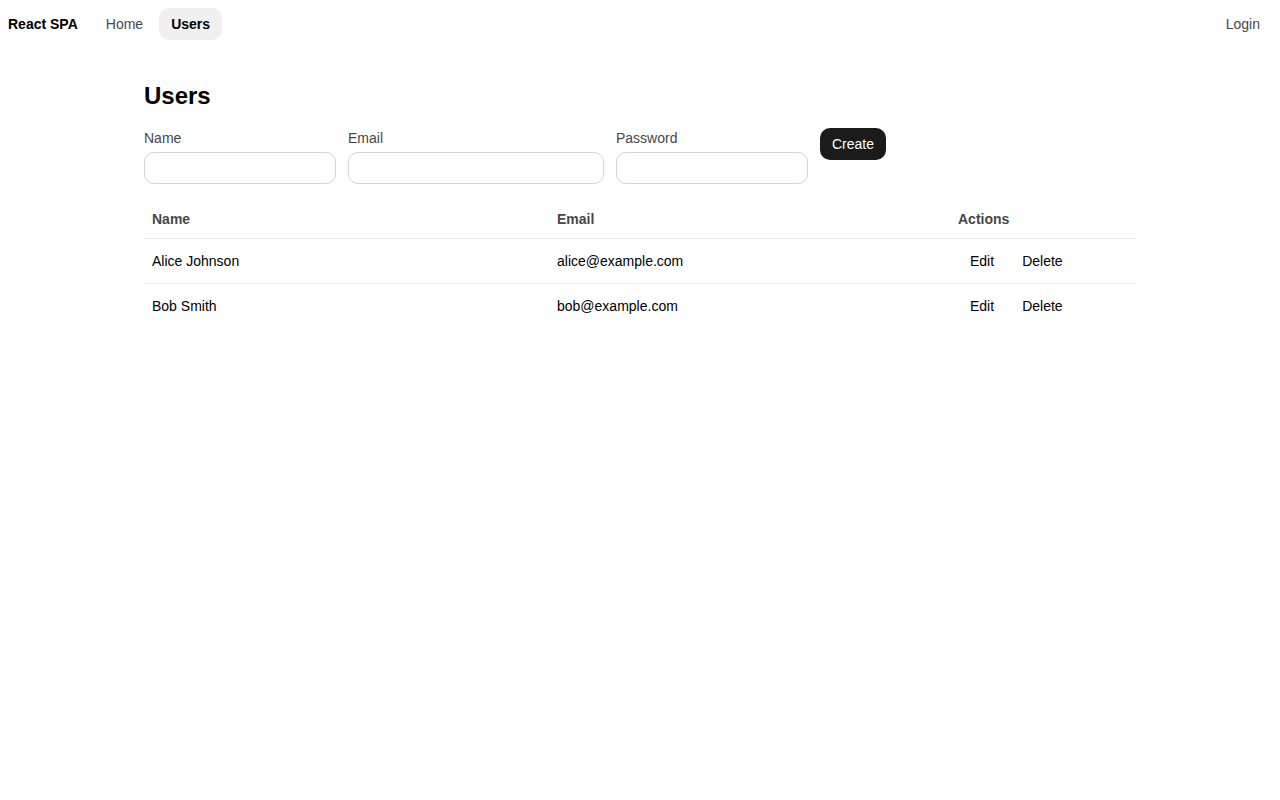 React SPA Home Users Login
Users
Name Email Password Create
Name Email Actions
Alice Johnson alice@example.com Edit Delete
Bob Smith bob@example.com Edit Delete